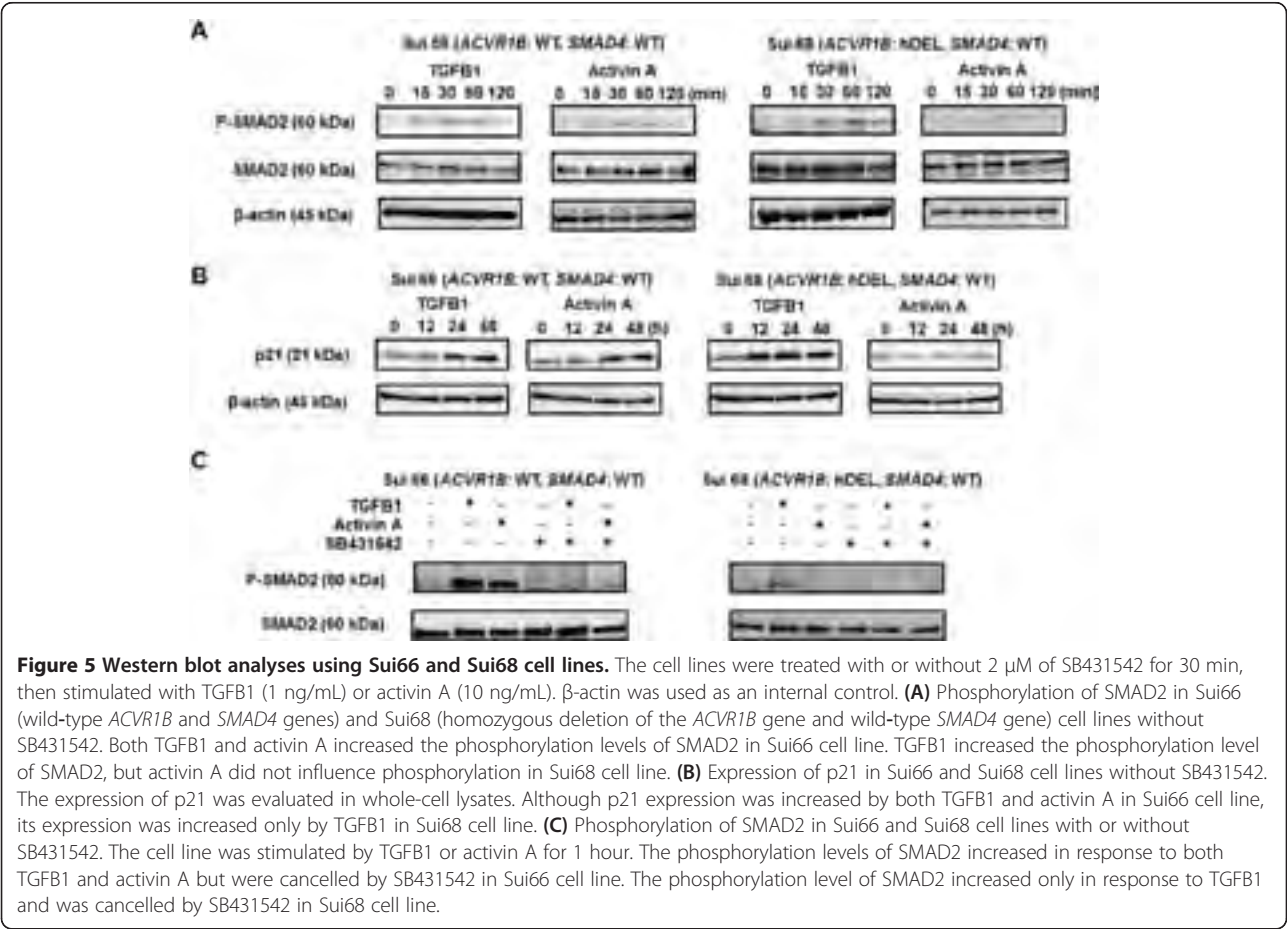 A
Sui 66 (ACVR1B: WT, SMAD4: WT) Sui 68 (ACVR1B: hDEL, SMAD4: WT)
TGFB1 Activin A TGFB1 Activin A
0 15 30 60 120 0 15 30 60 120 (min) 0 15 30 60 120 0 15 30 60 120 (min)
P-SMAD2 (60 kDa)
SMAD2 (60 kDa)
β-actin (45 kDa)
B
Sui 66 (ACVR1B: WT, SMAD4: WT) Sui 68 (ACVR1B: hDEL, SMAD4: WT)
TGFB1 Activin A TGFB1 Activin A
0 12 24 48 0 12 24 48 (h) 0 12 24 48 0 12 24 48 (h)
p21 (21 kDa)
β-actin (45 kDa)
C
Sui 66 (ACVR1B: WT, SMAD4: WT) Sui 68 (ACVR1B: hDEL, SMAD4: WT)
TGFB1 - + - - + - - + - - + -
Activin A - - + - - + - - + - - +
SB431542 - - - + + + - - - + + +
P-SMAD2 (60 kDa)
SMAD2 (60 kDa)
Figure 5 Western blot analyses using Sui66 and Sui68 cell lines. The cell lines were treated with or without 2 μM of SB431542 for 30 min,
then stimulated with TGFB1 (1 ng/mL) or activin A (10 ng/mL). β-actin was used as an internal control. (A) Phosphorylation of SMAD2 in Sui66
(wild-type ACVR1B and SMAD4 genes) and Sui68 (homozygous deletion of the ACVR1B gene and wild-type SMAD4 gene) cell lines without
SB431542. Both TGFB1 and activin A increased the phosphorylation levels of SMAD2 in Sui66 cell line. TGFB1 increased the phosphorylation level
of SMAD2, but activin A did not influence phosphorylation in Sui68 cell line. (B) Expression of p21 in Sui66 and Sui68 cell lines without SB431542.
The expression of p21 was evaluated in whole-cell lysates. Although p21 expression was increased by both TGFB1 and activin A in Sui66 cell line,
its expression was increased only by TGFB1 in Sui68 cell line. (C) Phosphorylation of SMAD2 in Sui66 and Sui68 cell lines with or without
SB431542. The cell line was stimulated by TGFB1 or activin A for 1 hour. The phosphorylation levels of SMAD2 increased in response to both
TGFB1 and activin A but were cancelled by SB431542 in Sui66 cell line. The phosphorylation level of SMAD2 increased only in response to TGFB1
and was cancelled by SB431542 in Sui68 cell line.